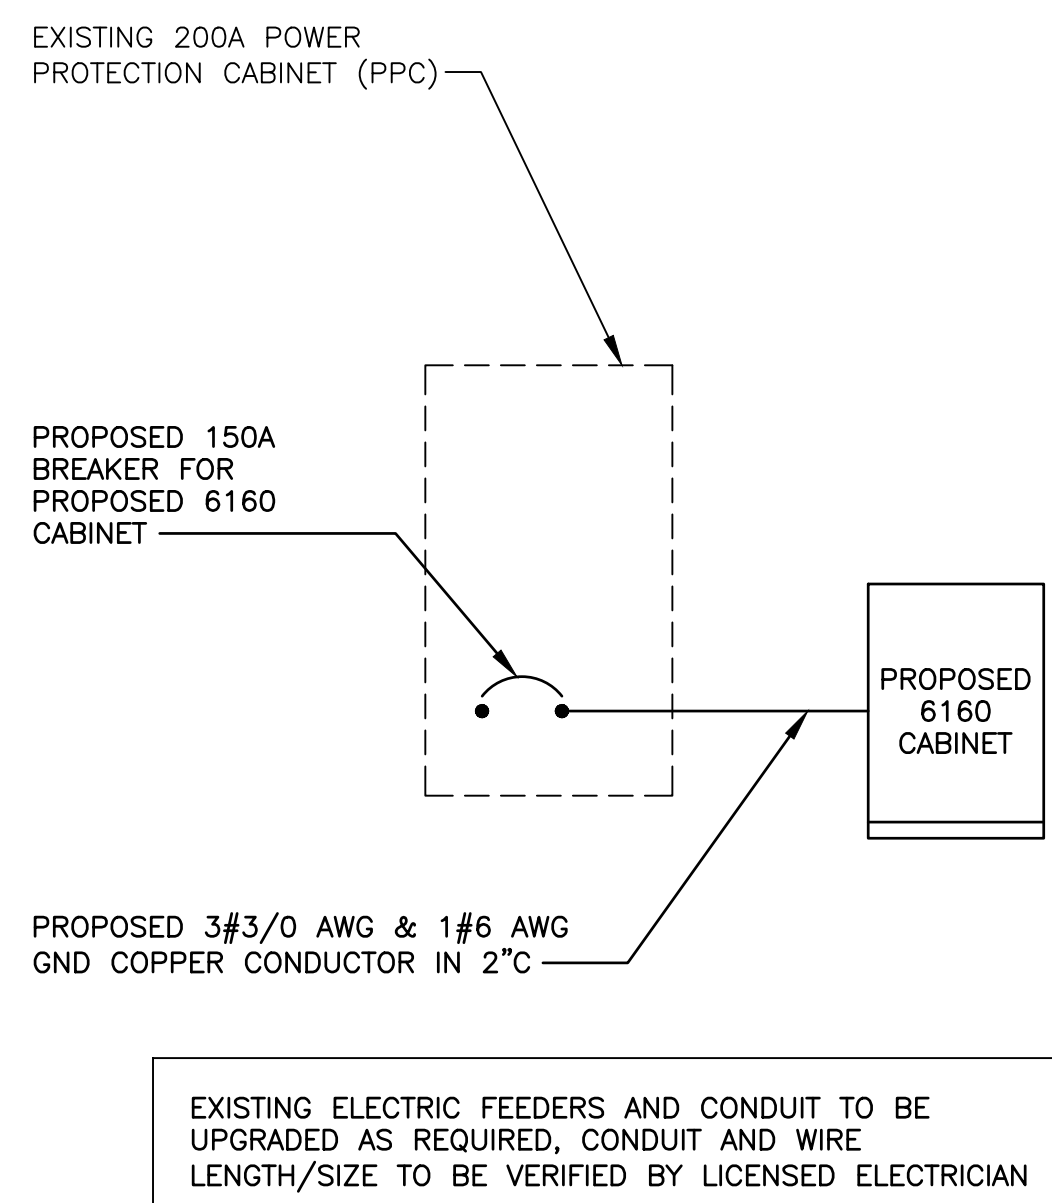 EXISTING 200A POWER
PROTECTION CABINET (PPC)
PROPOSED 150A
BREAKER FOR
PROPOSED 6160
CABINET
PROPOSED
6160
CABINET
PROPOSED 3#3/0 AWG & 1#6 AWG
GND COPPER CONDUCTOR IN 2"C
EXISTING ELECTRIC FEEDERS AND CONDUIT TO BE
UPGRADED AS REQUIRED, CONDUIT AND WIRE
LENGTH/SIZE TO BE VERIFIED BY LICENSED ELECTRICIAN